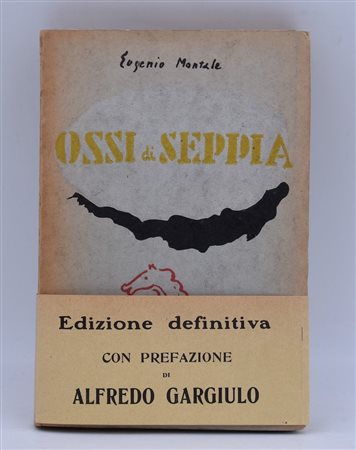 Eugenio Montale
OSSI di SEPPIA
Edizione definitiva
CON PREFAZIONE
DI
ALFREDO GARGIULO